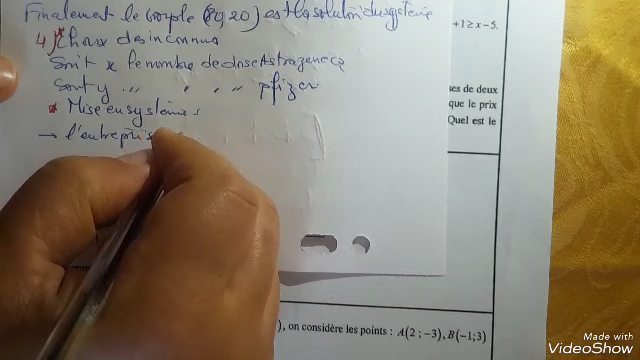 Finalement le couple (80, 20) est la solution du système
4) * Choix des inconnus
Soit x le nombre de dose Astrazeneca
Soit y " " " " pfizer
* Mise en système
→ l'entrepris
+1 ≥ x − 5.
ses de deux
que le prix
Quel est le
), on considère les points : A(2 ; −3), B(−1;3)
Made with
VideoShow